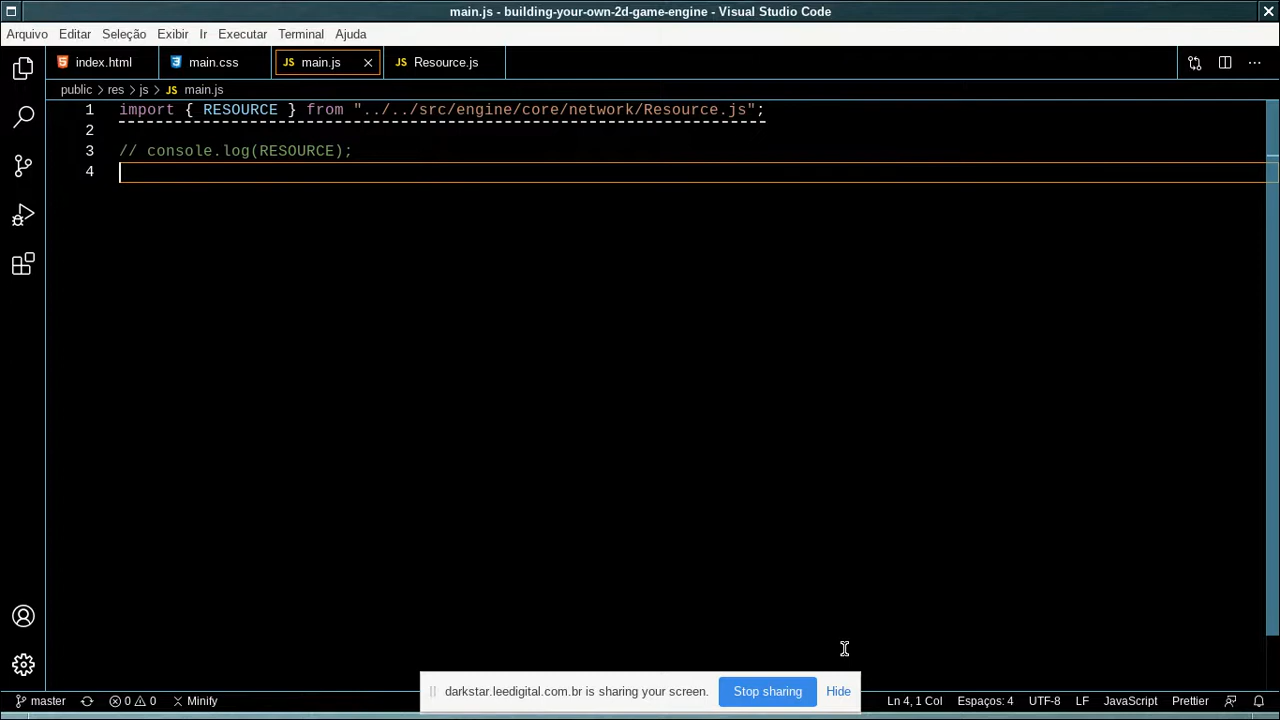 main.js - building-your-own-2d-game-engine - Visual Studio Code
Arquivo Editar Seleção Exibir Ir Executar Terminal Ajuda
index.html main.css JS main.js JS Resource.js
public > res > js > JS main.js
1 import { RESOURCE } from "../../src/engine/core/network/Resource.js";
2
3 // console.log(RESOURCE);
4
darkstar.leedigital.com.br is sharing your screen. Stop sharing Hide
master 0 0 Minify Ln 4, 1 Col Espaços: 4 UTF-8 LF JavaScript Prettier